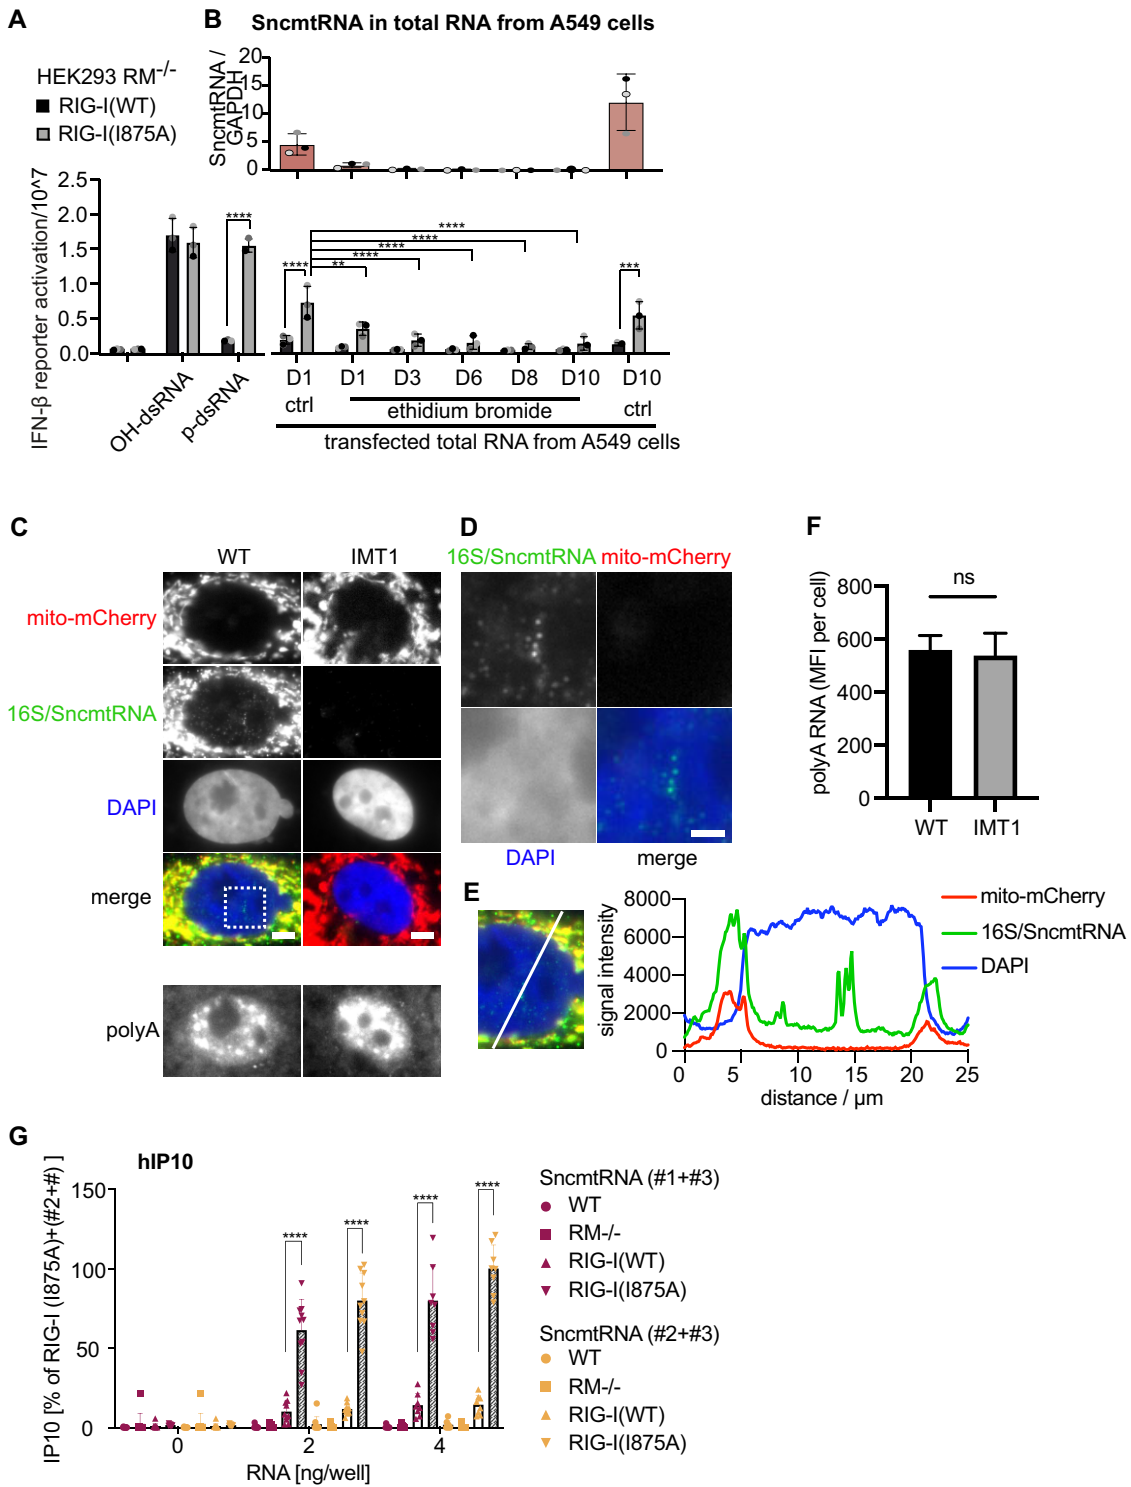 A
HEK293 RM-/-
RIG-I(WT)
RIG-I(I875A)
IFN-β reporter activation/10^7
2.5
2.0
1.5
1.0
0.5
0.0
****
OH-dsRNA
p-dsRNA
B
SncmtRNA in total RNA from A549 cells
SncmtRNA /
GAPDH
20
15
10
5
0
****
****
****
****
****
**
***
D1 D1 D3 D6 D8 D10 D10
ctrl ethidium bromide ctrl
transfected total RNA from A549 cells
C
WT IMT1
mito-mCherry
16S/SncmtRNA
DAPI
merge
polyA
D
16S/SncmtRNA mito-mCherry
DAPI merge
E
signal intensity
8000
6000
4000
2000
0
0 5 10 15 20 25
distance / µm
mito-mCherry
16S/SncmtRNA
DAPI
F
polyA RNA (MFI per cell)
800
600
400
200
0
ns
WT IMT1
G
hIP10
IP10 [% of RIG-I (I875A)+(#2+#) ]
150
100
50
0
**** **** **** ****
0 2 4
RNA [ng/well]
SncmtRNA (#1+#3)
WT
RM-/-
RIG-I(WT)
RIG-I(I875A)
SncmtRNA (#2+#3)
WT
RM-/-
RIG-I(WT)
RIG-I(I875A)